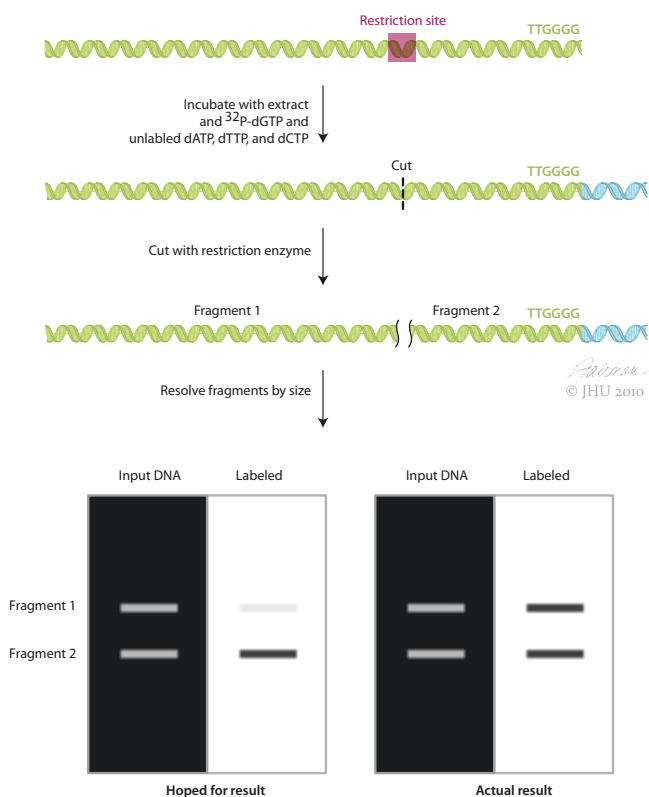 Restriction site
TTGGGG
Incubate with extract
and 32P-dGTP and
unlabled dATP, dTTP, and dCTP
Cut
TTGGGG
Cut with restriction enzyme
Fragment 1
Fragment 2
TTGGGG
Resolve fragments by size
© JHU 2010
Input DNA
Labeled
Input DNA
Labeled
Fragment 1
Fragment 2
Hoped for result
Actual result